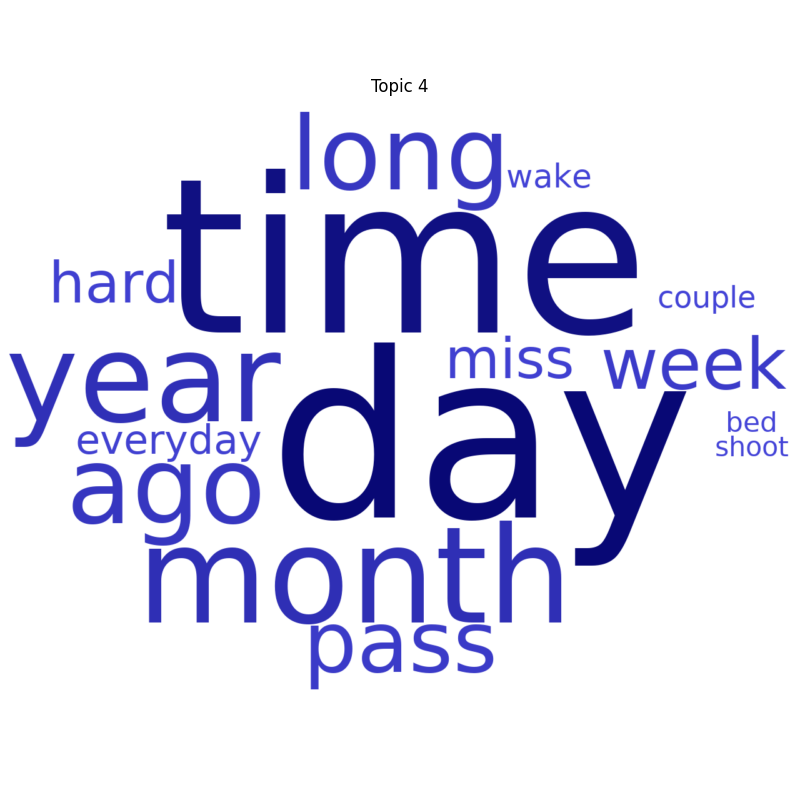 Topic 4
long
wake
time
hard
couple
year
miss
week
day
everyday
bed
shoot
ago
month
pass